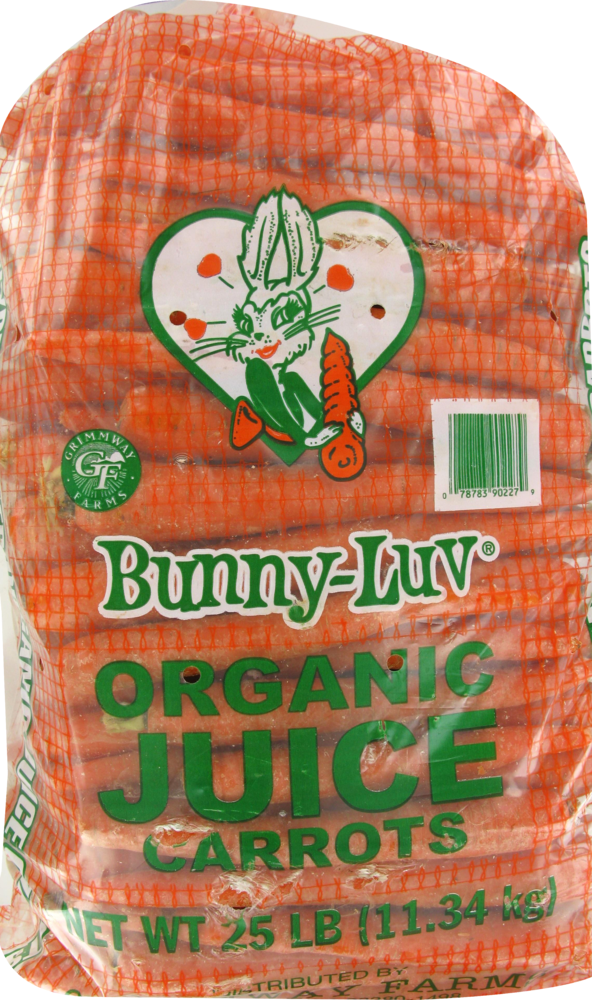 GRIMMWAY
GF
FARMS
0 78783 90227 9
Bunny-Luv®
ORGANIC
JUICE
CARROTS
NET WT 25 LB (11.34 kg)
DISTRIBUTED BY
FARM